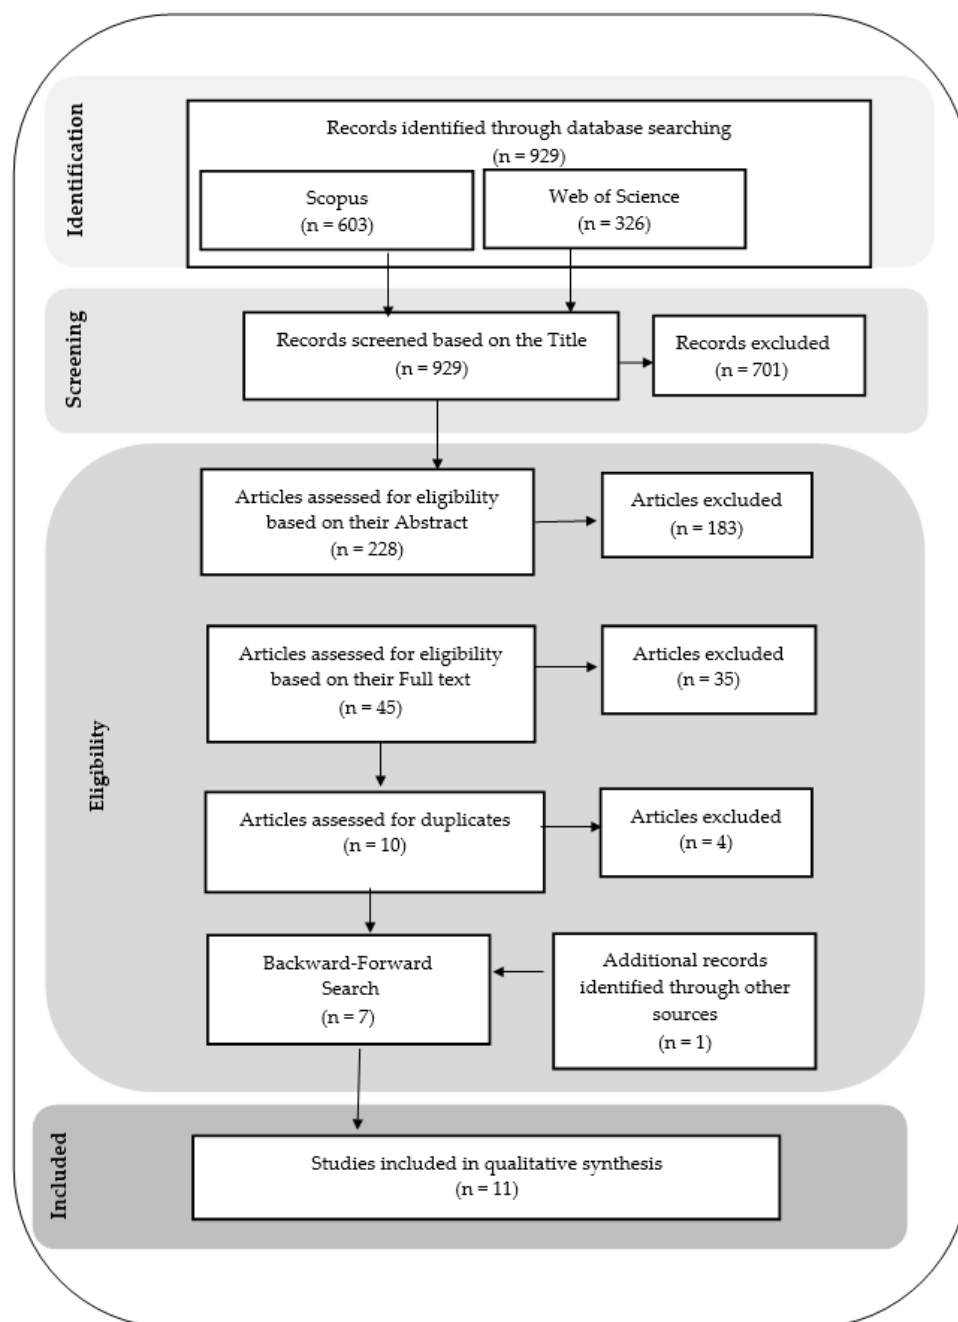 Identification
Records identified through database searching
(n = 929)
Scopus
(n = 603)
Web of Science
(n = 326)
Screening
Records screened based on the Title
(n = 929)
Records excluded
(n = 701)
Eligibility
Articles assessed for eligibility
based on their Abstract
(n = 228)
Articles excluded
(n = 183)
Articles assessed for eligibility
based on their Full text
(n = 45)
Articles excluded
(n = 35)
Articles assessed for duplicates
(n = 10)
Articles excluded
(n = 4)
Backward-Forward
Search
(n = 7)
Additional records
identified through other
sources
(n = 1)
Included
Studies included in qualitative synthesis
(n = 11)